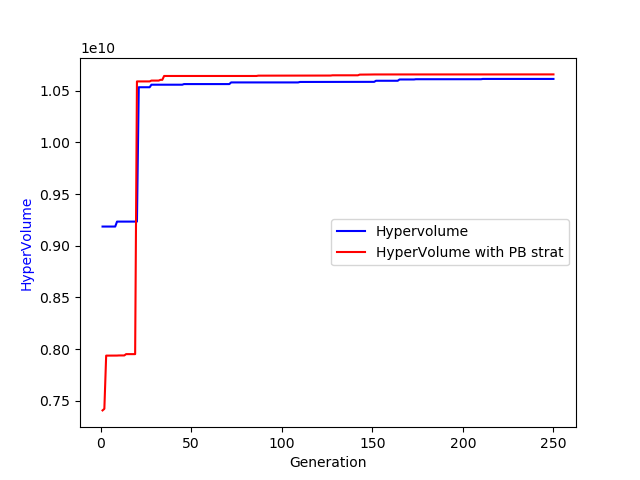 1e10
1.05
1.00
0.95
0.90
0.85
0.80
0.75
HyperVolume
Hypervolume
HyperVolume with PB strat
0 50 100 150 200 250
Generation